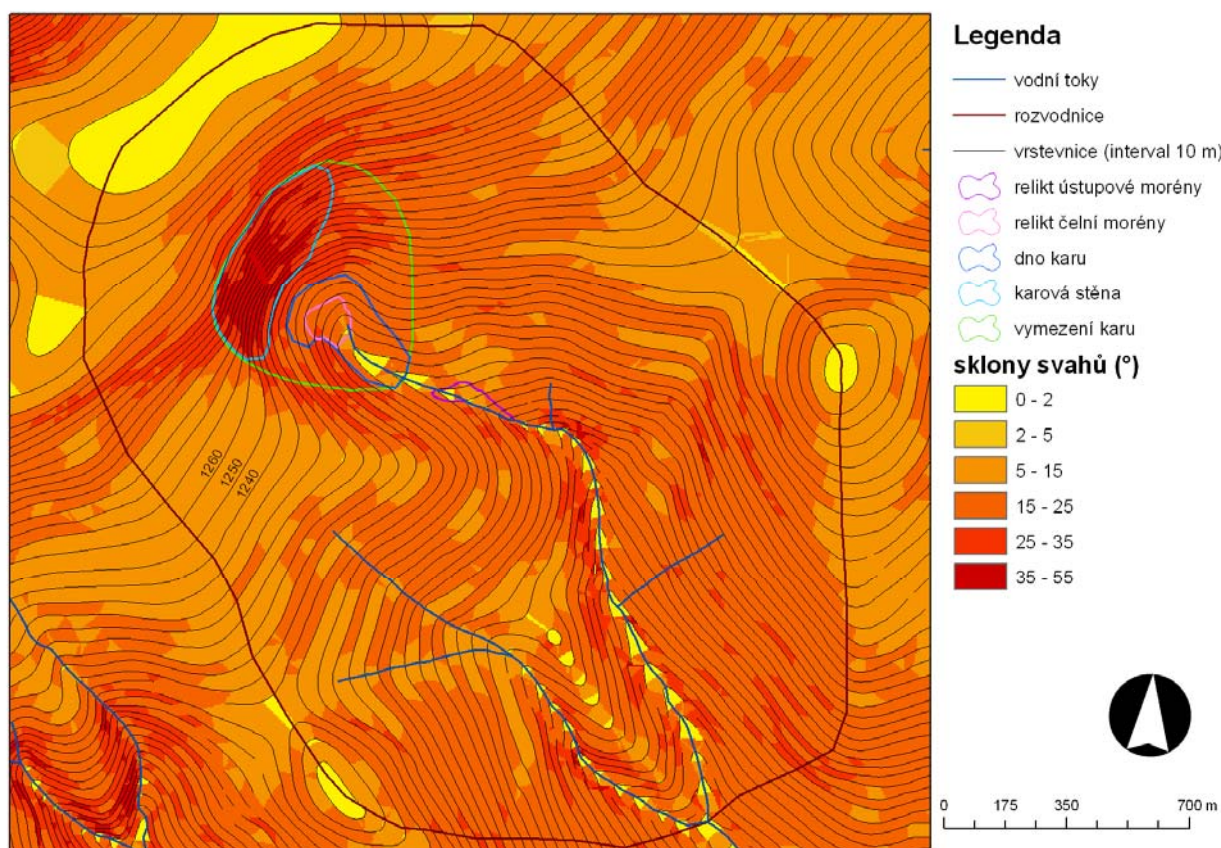 1260
1250
1240
Legenda
vodní toky
rozvodnice
vrstevnice (interval 10 m)
relikt ústupové morény
relikt čelní morény
dno karu
karová stěna
vymezení karu
sklony svahů (°)
0 - 2
2 - 5
5 - 15
15 - 25
25 - 35
35 - 55
0 175 350 700 m